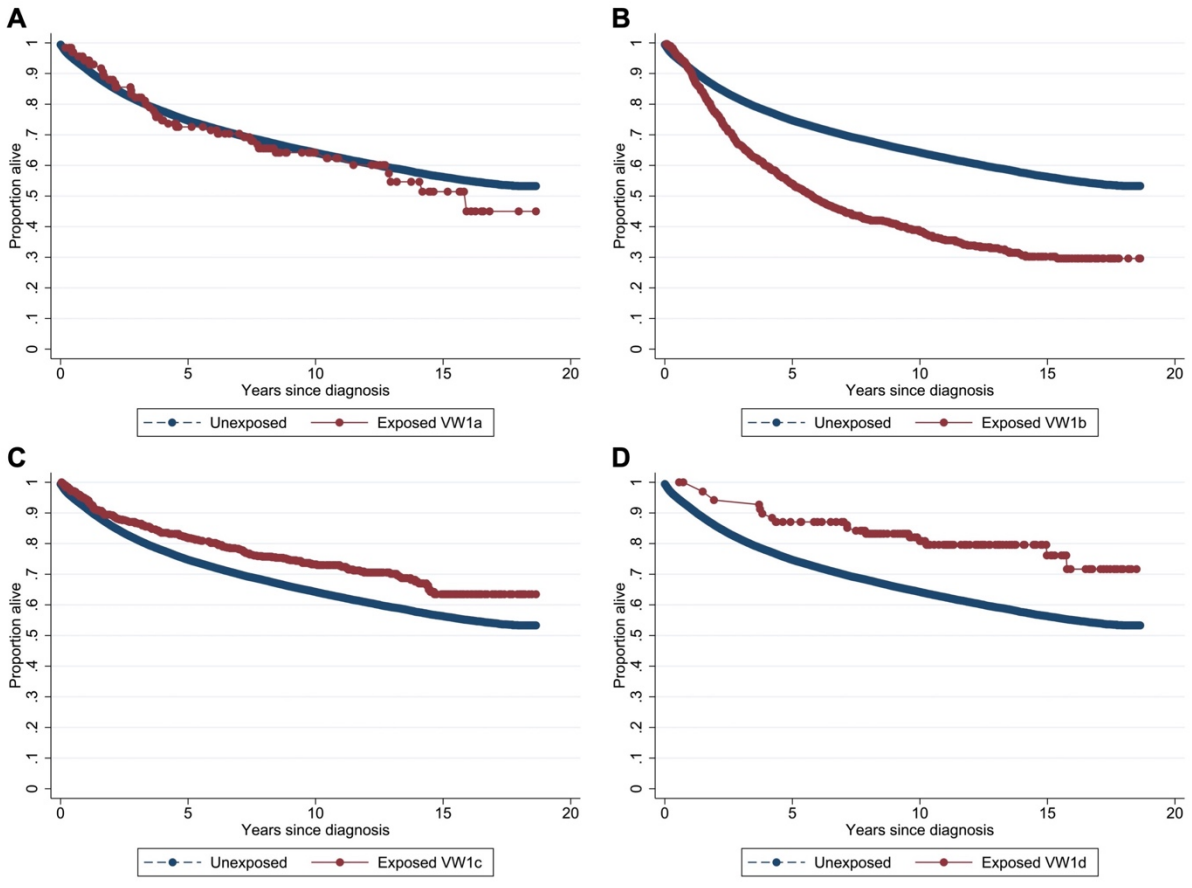 A
Proportion alive
1
.9
.8
.7
.6
.5
.4
.3
.2
.1
0
0 5 10 15 20
Years since diagnosis
Unexposed Exposed VW1a
B
Proportion alive
1
.9
.8
.7
.6
.5
.4
.3
.2
.1
0
0 5 10 15 20
Years since diagnosis
Unexposed Exposed VW1b
C
Proportion alive
1
.9
.8
.7
.6
.5
.4
.3
.2
.1
0
0 5 10 15 20
Years since diagnosis
Unexposed Exposed VW1c
D
Proportion alive
1
.9
.8
.7
.6
.5
.4
.3
.2
.1
0
0 5 10 15 20
Years since diagnosis
Unexposed Exposed VW1d